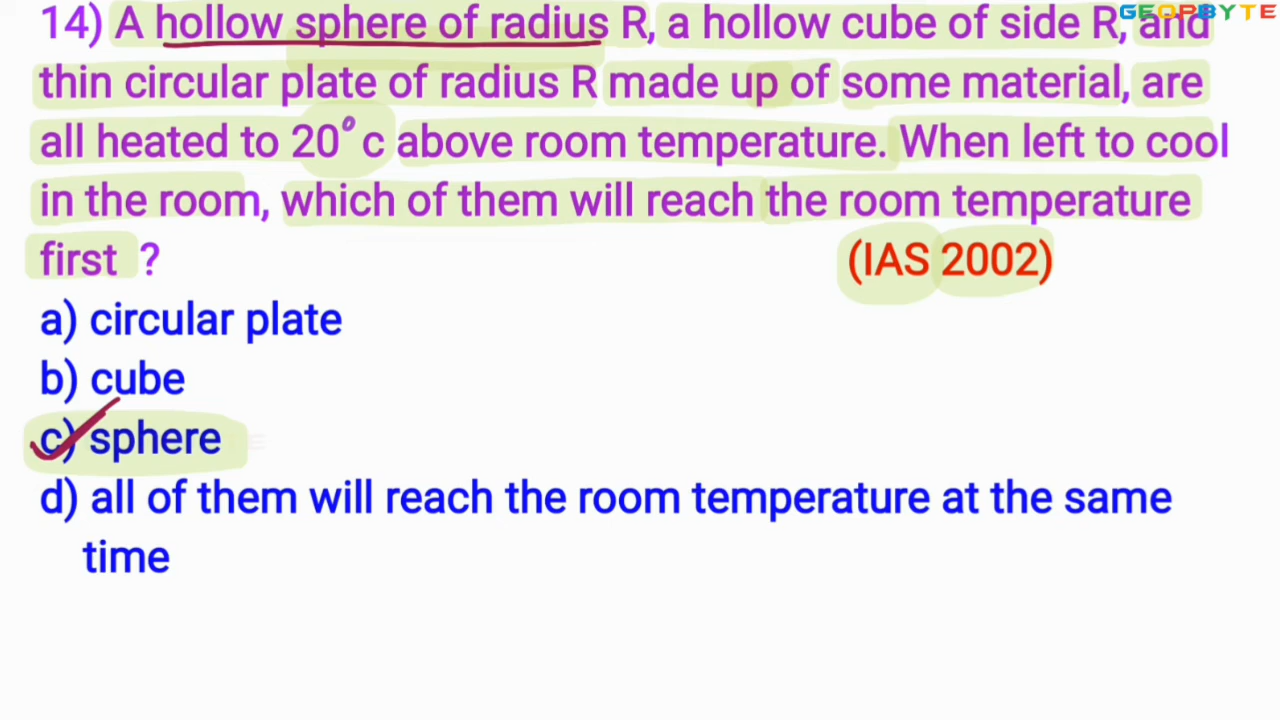 GEOPBYTE
14) A hollow sphere of radius R, a hollow cube of side R, and
thin circular plate of radius R made up of some material, are
all heated to 20°c above room temperature. When left to cool
in the room, which of them will reach the room temperature
first ? (IAS 2002)
a) circular plate
b) cube
c) sphere
d) all of them will reach the room temperature at the same
time